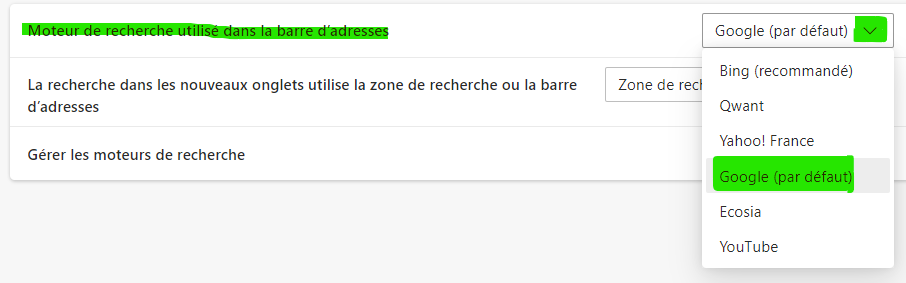 Moteur de recherche utilisé dans la barre d’adresses
Google (par défaut)
La recherche dans les nouveaux onglets utilise la zone de recherche ou la barre
d’adresses
Zone de rec
Gérer les moteurs de recherche
Bing (recommandé)
Qwant
Yahoo! France
Google (par défaut)
Ecosia
YouTube